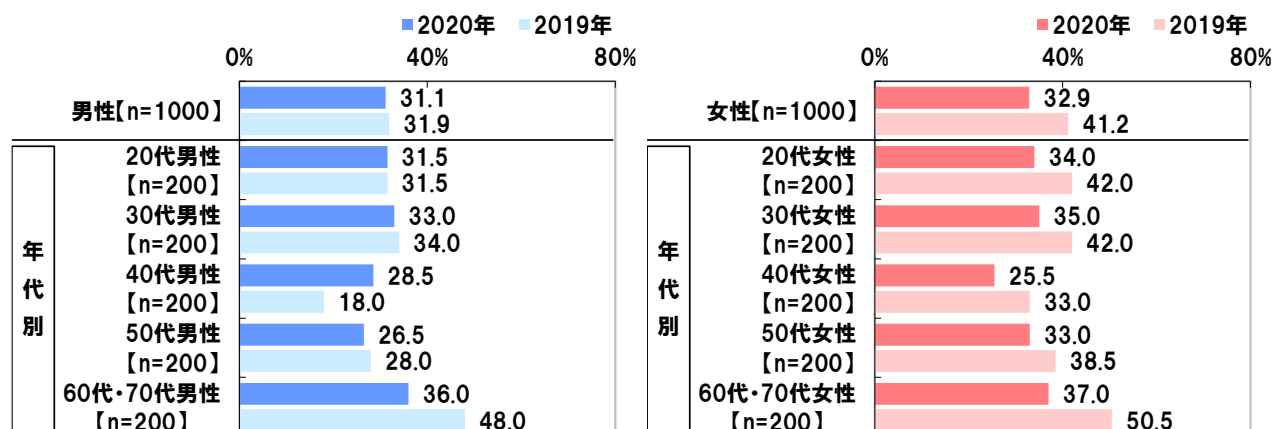 ■2020年 ■2019年
0% 40% 80%
男性【n=1000】 31.1
31.9
年代別
20代男性 31.5
【n=200】 31.5
30代男性 33.0
【n=200】 34.0
40代男性 28.5
【n=200】 18.0
50代男性 26.5
【n=200】 28.0
60代・70代男性 36.0
【n=200】 48.0
■2020年 ■2019年
0% 40% 80%
女性【n=1000】 32.9
41.2
年代別
20代女性 34.0
【n=200】 42.0
30代女性 35.0
【n=200】 42.0
40代女性 25.5
【n=200】 33.0
50代女性 33.0
【n=200】 38.5
60代・70代女性 37.0
【n=200】 50.5